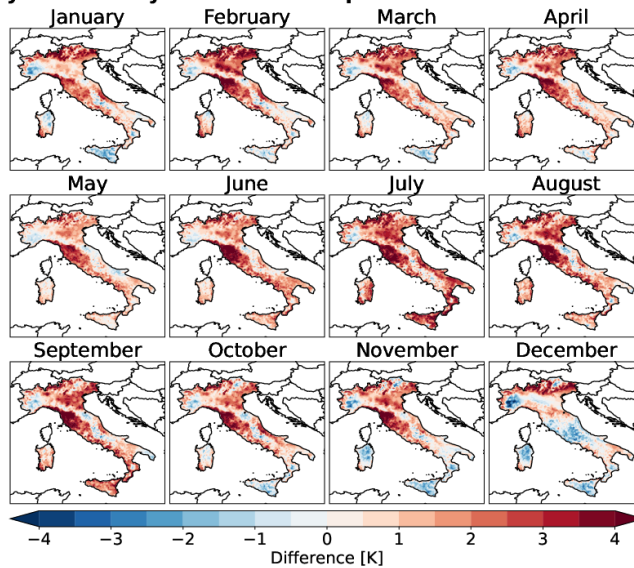 January February March April
May June July August
September October November December
−4 −3 −2 −1 0 1 2 3 4
Difference [K]